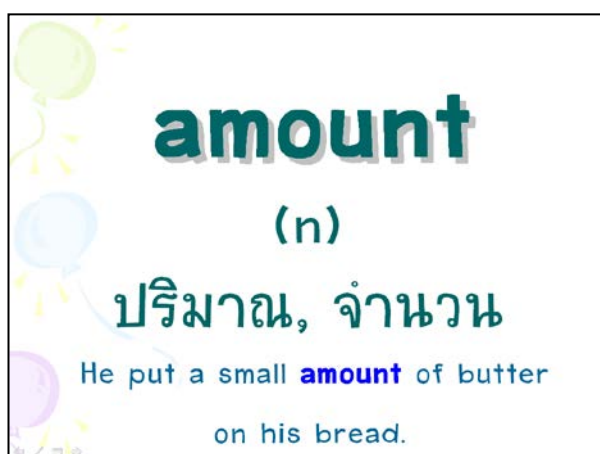 amount
(n)
ปริมาณ, จำนวน
He put a small amount of butter
on his bread.